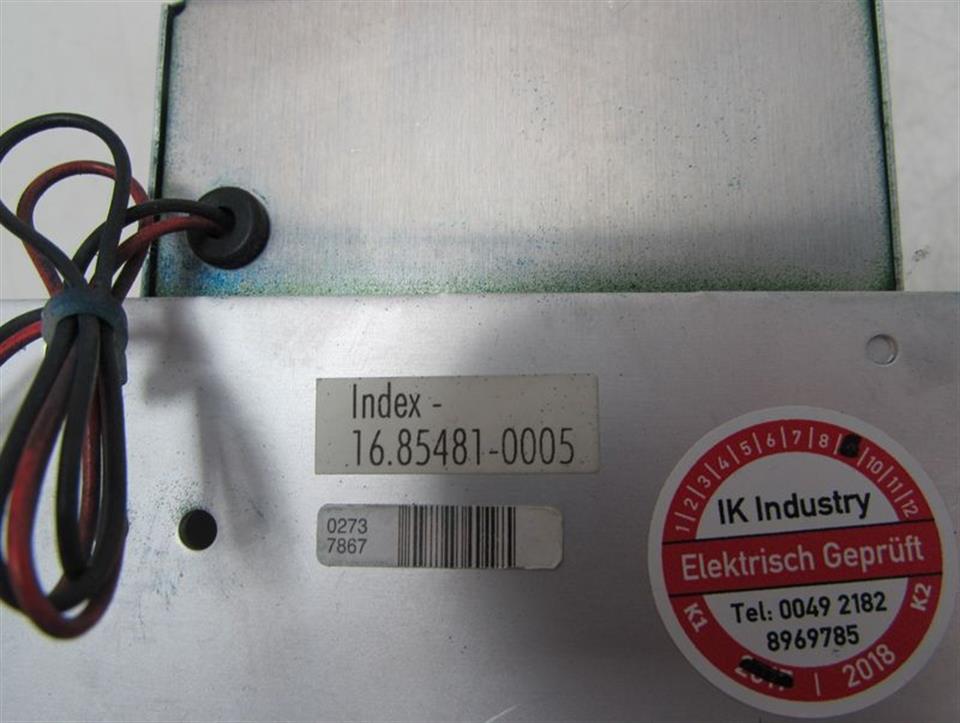 Index -
16.85481-0005
0273
7867
1|2|3|4|5|6|7|8 |10|11|12
IK Industry
Elektrisch Geprüft
K1 Tel: 0049 2182 K2
8969785
| 2018